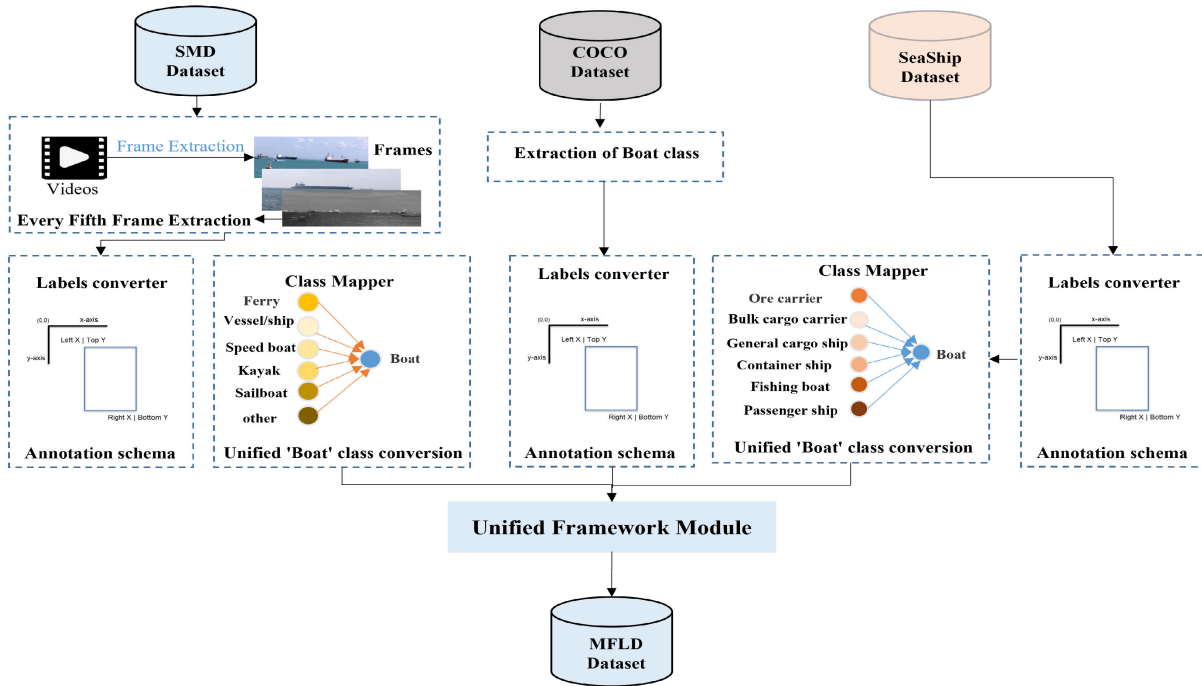 SMD
Dataset
COCO
Dataset
SeaShip
Dataset
Frame Extraction
Frames
Videos
Every Fifth Frame Extraction
Extraction of Boat class
Labels converter
(0.0)
x-axis
Left X | Top Y
y-axis
Right X | Bottom Y
Annotation schema
Class Mapper
Ferry
Vessel/ship
Speed boat
Kayak
Sailboat
other
Boat
Unified 'Boat' class conversion
Labels converter
(0.0)
x-axis
Left X | Top Y
y-axis
Right X | Bottom Y
Annotation schema
Class Mapper
Ore carrier
Bulk cargo carrier
General cargo ship
Container ship
Fishing boat
Passenger ship
Boat
Unified 'Boat' class conversion
Labels converter
(0.0)
x-axis
Left X | Top Y
y-axis
Right X | Bottom Y
Annotation schema
Unified Framework Module
MFLD
Dataset